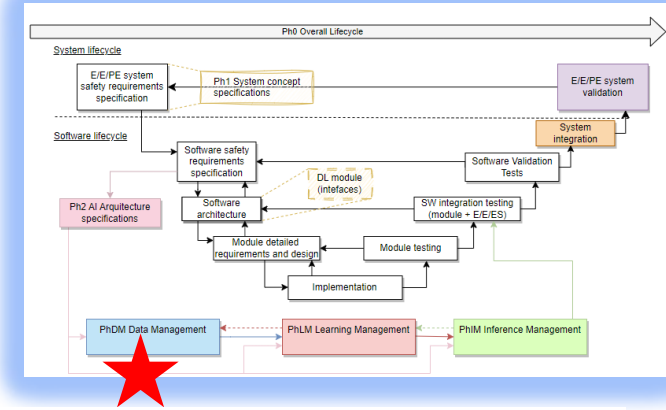 Ph0 Overall Lifecycle
System lifecycle
E/E/PE system
safety requirements
specification
Ph1 System concept
specifications
E/E/PE system
validation
System
integration
Software lifecycle
Software safety
requirements
specification
Software Validation
Tests
DL module
(intefaces)
Ph2 AI Arquitecture
specifications
Software
architecture
SW integration testing
(module + E/E/ES)
Module detailed
requirements and design
Module testing
Implementation
PhDM Data Management
PhLM Learning Management
PhIM Inference Management